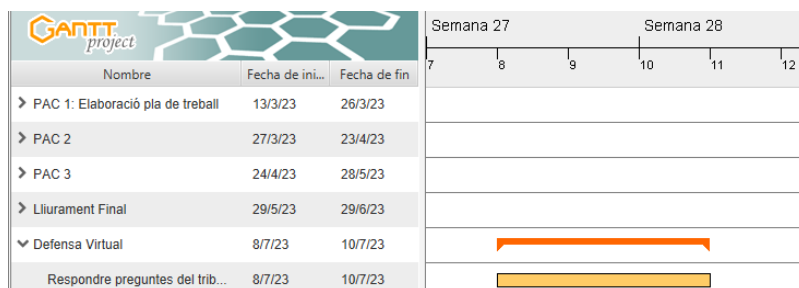 GANTT project
Semana 27 Semana 28
7 8 9 10 11 12
Nombre Fecha de ini... Fecha de fin
PAC 1: Elaboració pla de treball 13/3/23 26/3/23
PAC 2 27/3/23 23/4/23
PAC 3 24/4/23 28/5/23
Lliurament Final 29/5/23 29/6/23
Defensa Virtual 8/7/23 10/7/23
Respondre preguntes del trib... 8/7/23 10/7/23